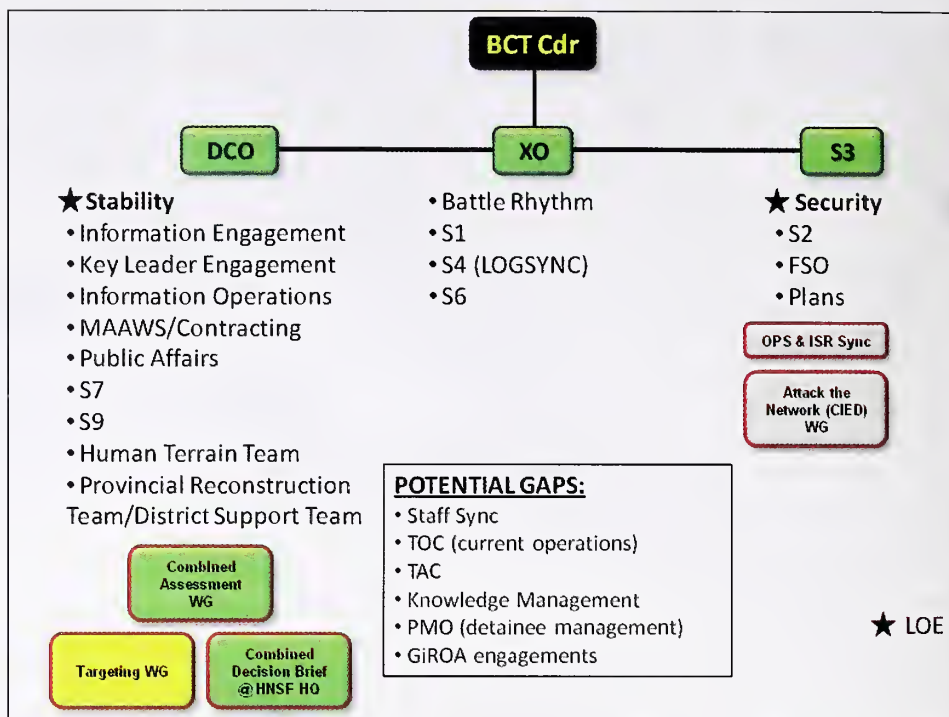 BCT Cdr
DCO
XO
S3
★ Stability
• Information Engagement
• Key Leader Engagement
• Information Operations
• MAAWS/Contracting
• Public Affairs
• S7
• S9
• Human Terrain Team
• Provincial Reconstruction
Team/District Support Team
Combined
Assessment
WG
Targeting WG
Combined
Decision Brief
@HNSF HQ
• Battle Rhythm
• S1
• S4 (LOGSYNC)
• S6
★ Security
• S2
• FSO
• Plans
OPS & ISR Sync
Attack the
Network (CIED)
WG
POTENTIAL GAPS:
• Staff Sync
• TOC (current operations)
• TAC
• Knowledge Management
• PMO (detainee management)
• GiROA engagements
★ LOE